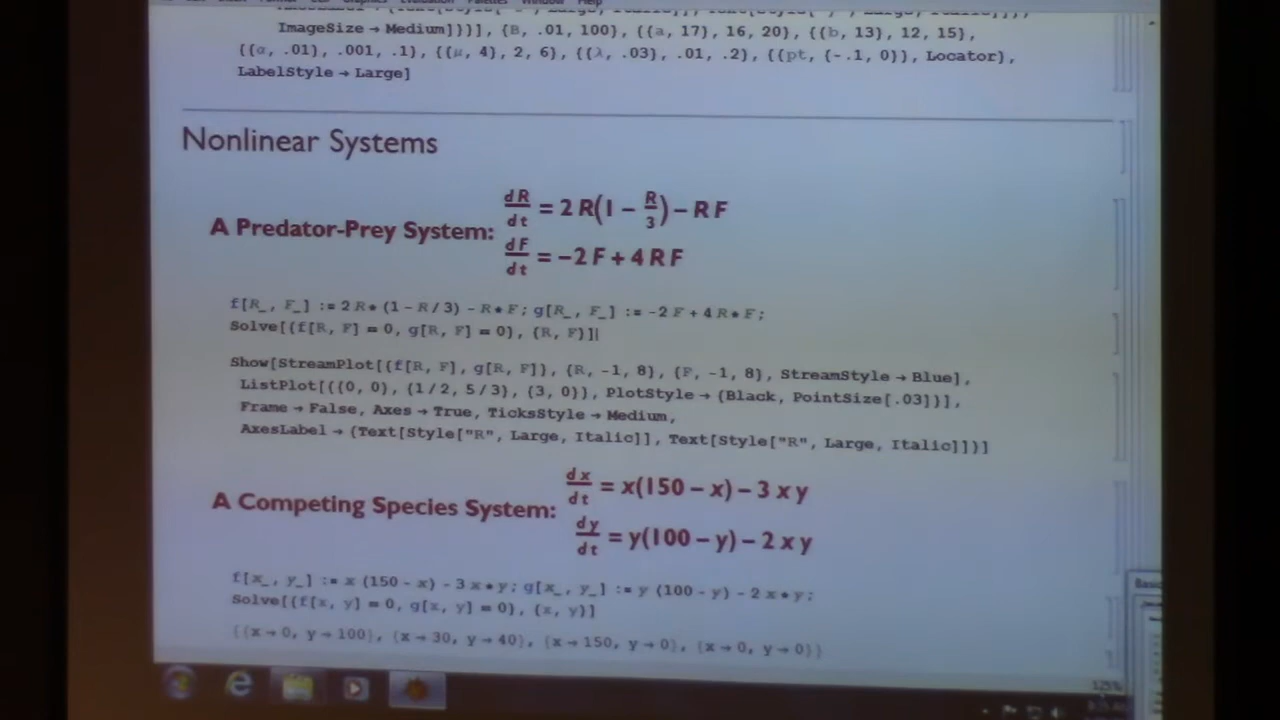 ImageSize → Medium]}}], {B, .01, 100}, {{a, 17}, 16, 20}, {{b, 13}, 12, 15},
{{α, .01}, .001, .1}, {{μ, 4}, 2, 6}, {{λ, .03}, .01, .2}, {{pt, {-.1, 0}}, Locator},
LabelStyle → Large]
Nonlinear Systems
A Predator-Prey System:
dR/dt = 2 R(1 − R/3) − R F
dF/dt = −2 F + 4 R F
f[R_, F_] := 2 R* (1 - R/3) - R*F; g[R_, F_] := -2 F + 4 R*F;
Solve[{f[R, F] == 0, g[R, F] == 0}, {R, F}]
Show[StreamPlot[{f[R, F], g[R, F]}, {R, -1, 8}, {F, -1, 8}, StreamStyle → Blue],
ListPlot[{{0, 0}, {1/2, 5/3}, {3, 0}}, PlotStyle → {Black, PointSize[.03]}],
Frame → False, Axes → True, TicksStyle → Medium,
AxesLabel → {Text[Style["R", Large, Italic]], Text[Style["R", Large, Italic]]}]
A Competing Species System:
dx/dt = x(150 − x) − 3 x y
dy/dt = y(100 − y) − 2 x y
f[x_, y_] := x (150 - x) - 3 x*y; g[x_, y_] := y (100 - y) - 2 x*y;
Solve[{f[x, y] == 0, g[x, y] == 0}, {x, y}]
{{x → 0, y → 100}, {x → 30, y → 40}, {x → 150, y → 0}, {x → 0, y → 0}}
Basic
125%